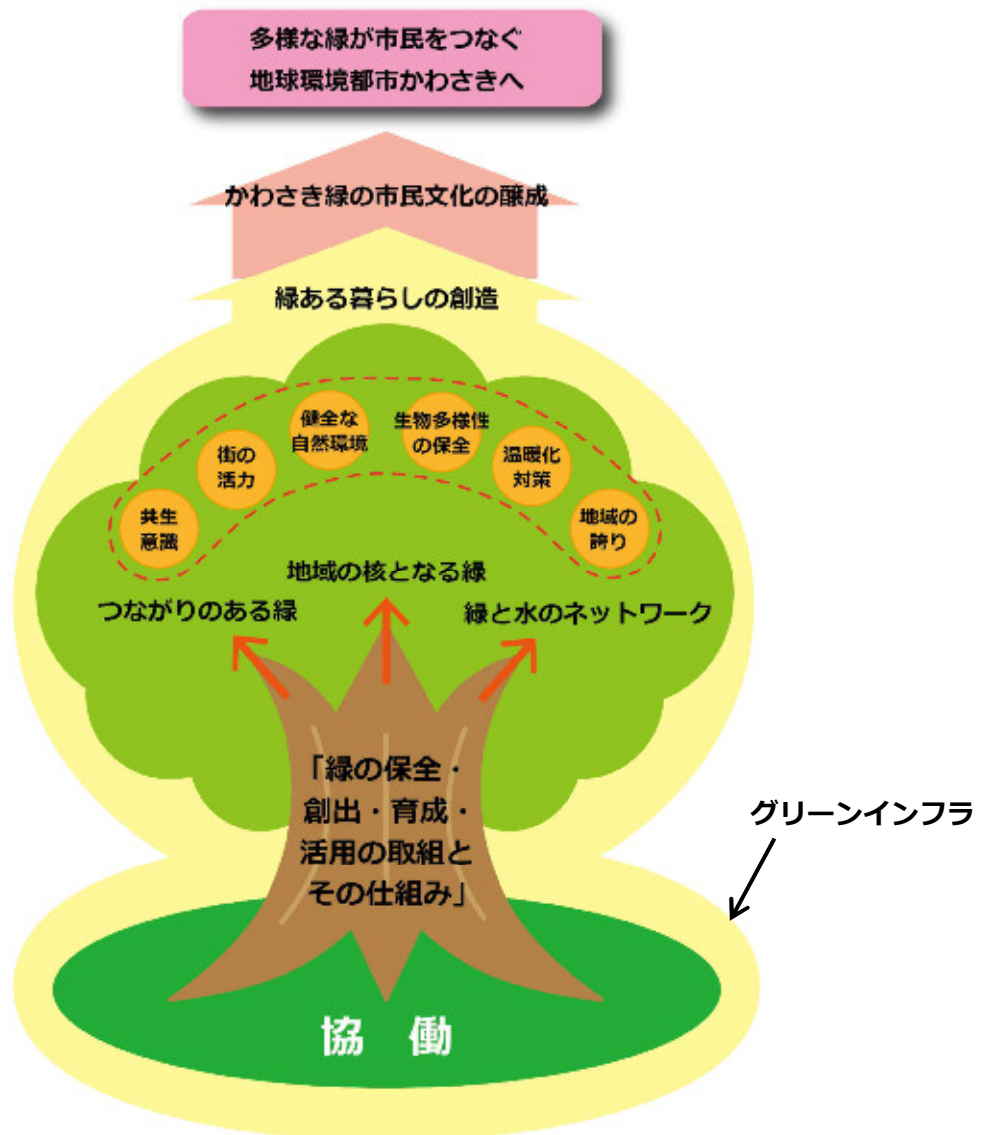 多様な緑が市民をつなぐ
地球環境都市かわさきへ
かわさき緑の市民文化の醸成
緑ある暮らしの創造
健全な
自然環境
生物多様性
の保全
街の
活力
温暖化
対策
共生
意識
地域の
誇り
地域の核となる緑
つながりのある緑
緑と水のネットワーク
「緑の保全・
創出・育成・
活用の取組と
その仕組み」
グリーンインフラ
協 働